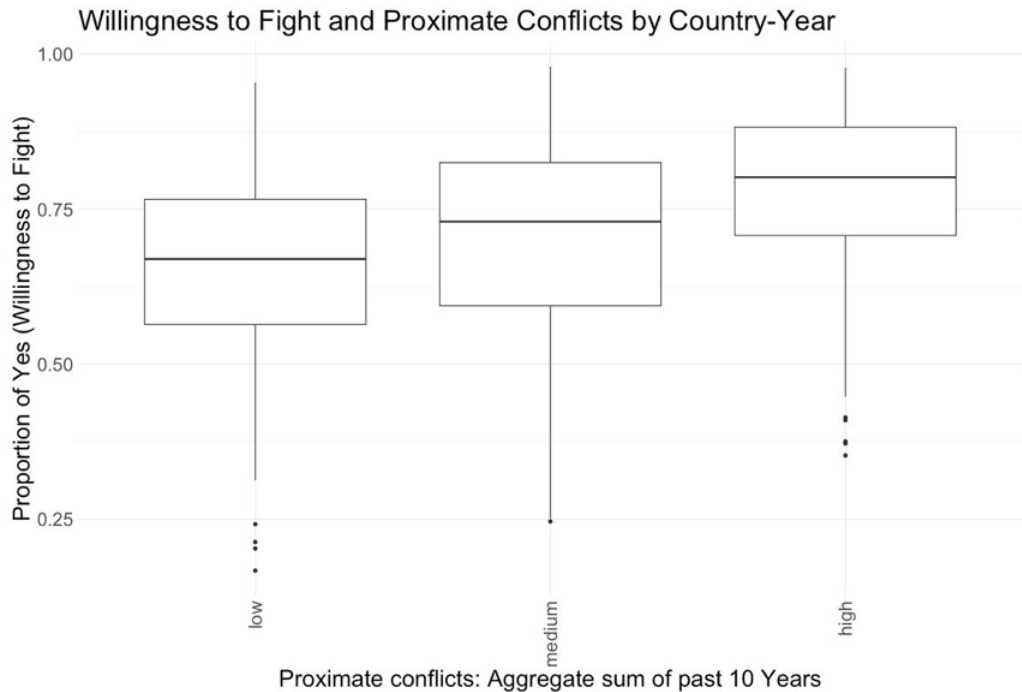 Willingness to Fight and Proximate Conflicts by Country-Year
Proportion of Yes (Willingness to Fight)
1.00
0.75
0.50
0.25
low
medium
high
Proximate conflicts: Aggregate sum of past 10 Years